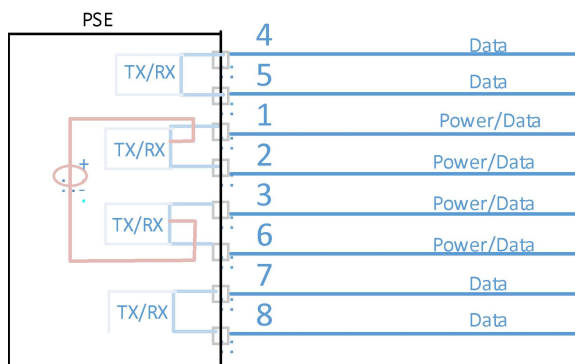 PSE
4 Data
TX/RX
5 Data
1 Power/Data
TX/RX
2 Power/Data
+
-
3 Power/Data
TX/RX
6 Power/Data
7 Data
TX/RX
8 Data